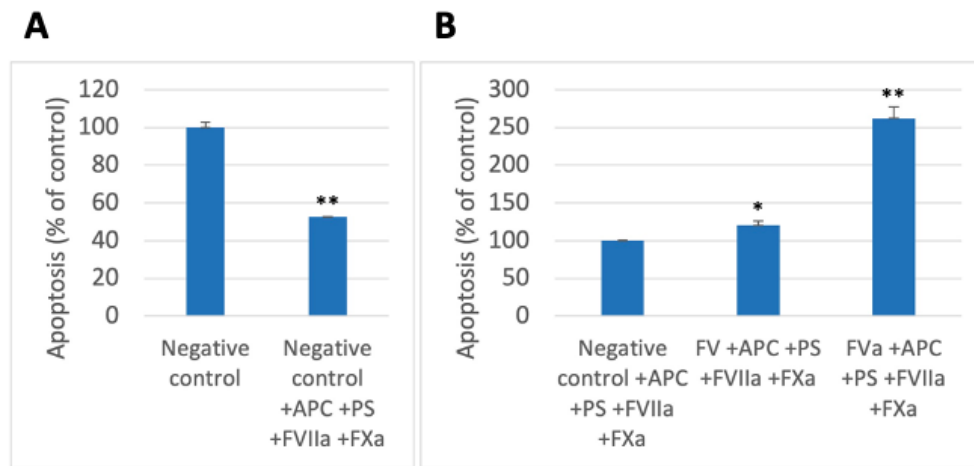 A
Apoptosis (% of control)
120
100
80
60
40
20
0
**
Negative
control
Negative
control
+APC +PS
+FVIIa +FXa
B
Apoptosis (% of control)
300
250
200
150
100
50
0
*
**
Negative
control +APC
+PS +FVIIa
+FXa
FV +APC +PS
+FVIIa +FXa
FVa +APC
+PS +FVIIa
+FXa